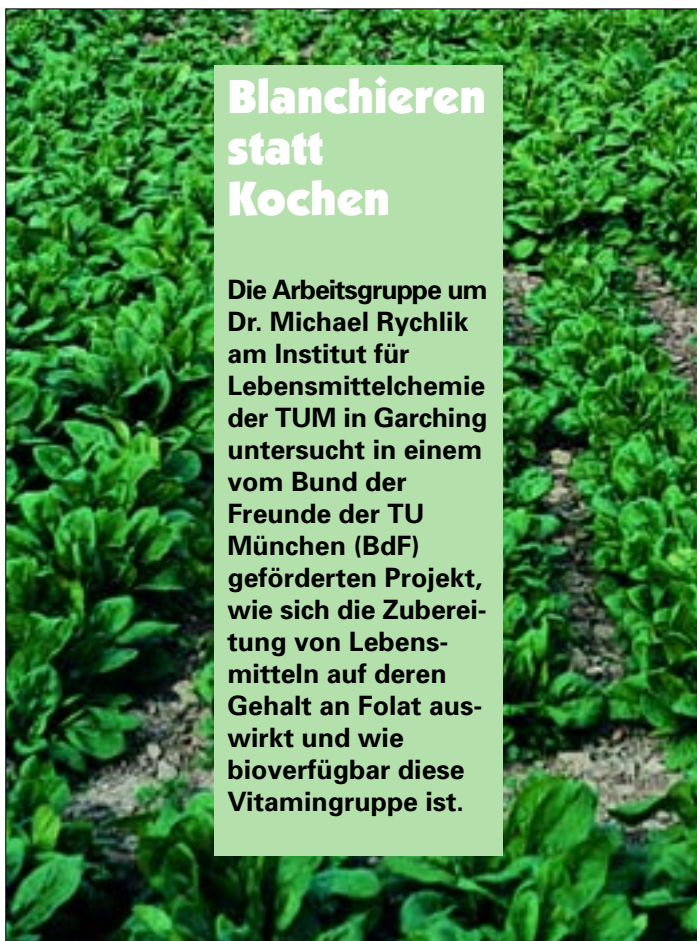 Blanchieren
statt
Kochen
Die Arbeitsgruppe um
Dr. Michael Rychlik
am Institut für
Lebensmittelchemie
der TUM in Garching
untersucht in einem
vom Bund der
Freunde der TU
München (BdF)
geförderten Projekt,
wie sich die Zuberei-
tung von Lebens-
mitteln auf deren
Gehalt an Folat aus-
wirkt und wie
bioverfügbar diese
Vitamingruppe ist.